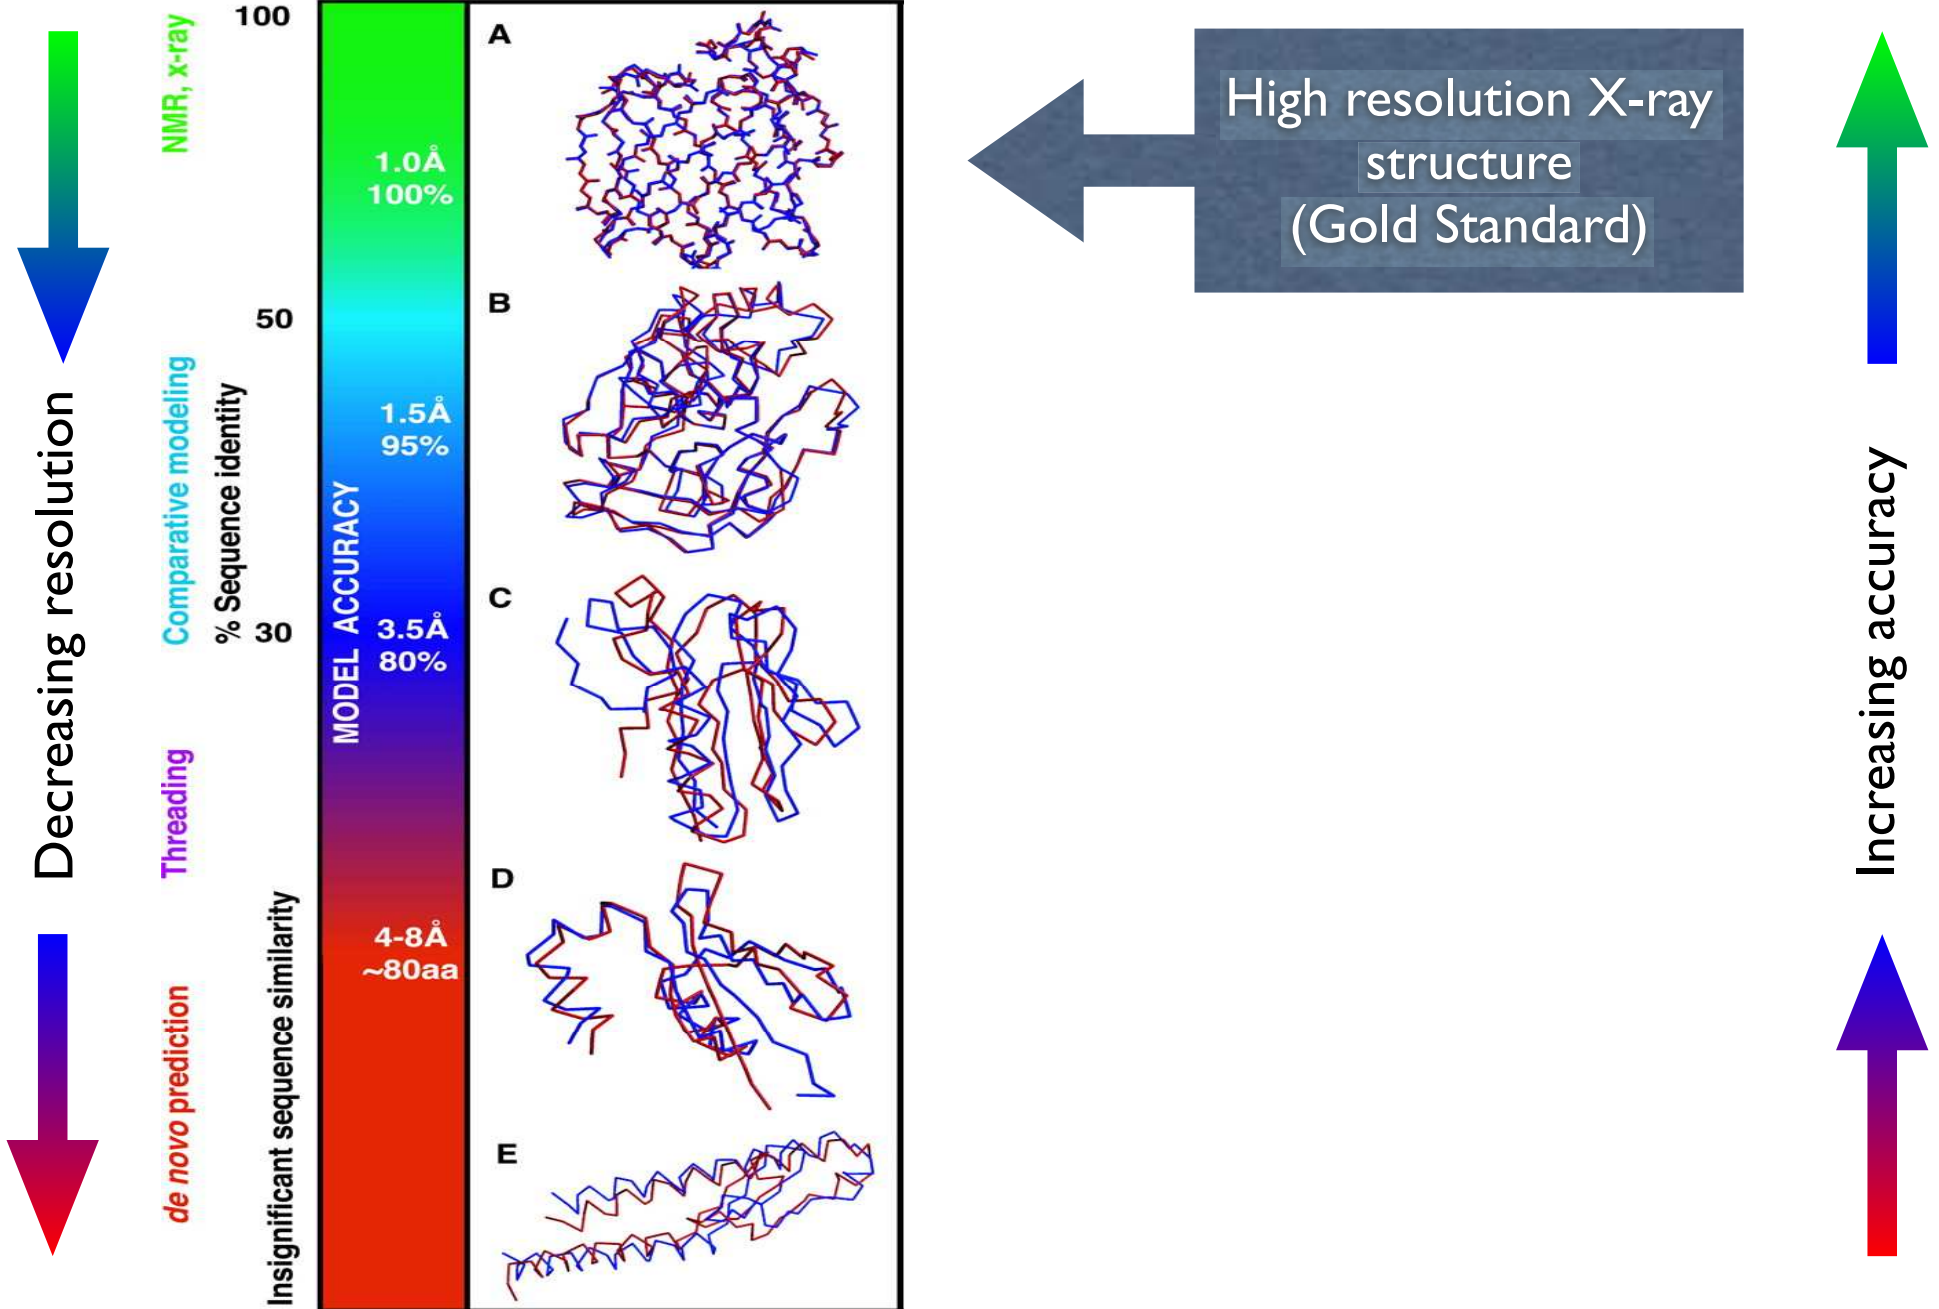 Decreasing resolution
NMR, x-ray
Comparative modeling
Threading
de novo prediction
% Sequence identity
Insignificant sequence similarity
100
50
30
MODEL ACCURACY
1.0Å
100%
1.5Å
95%
3.5Å
80%
4-8Å
~80aa
A
B
C
D
E
High resolution X-ray
structure
(Gold Standard)
Increasing accuracy